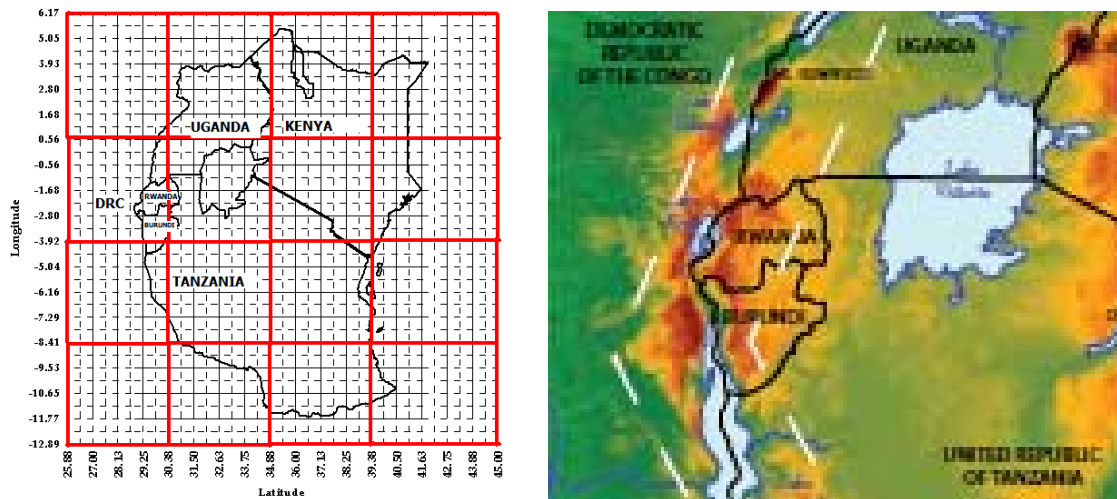 6.17
5.05
3.93
2.80
1.68
0.56
-0.56
-1.68
-2.80
-3.92
-5.04
-6.16
-7.29
-8.41
-9.53
-10.65
-11.77
-12.89
Longitude
UGANDA
KENYA
DRC
RWANDA
BURUNDI
TANZANIA
25.88
27.00
28.13
29.25
30.38
31.50
32.63
33.75
34.88
36.00
37.13
38.25
39.38
40.50
41.63
42.75
43.88
45.00
Latitude
DEMOCRATIC
REPUBLIC
OF THE CONGO
UGANDA
Lake
Victoria
RWANDA
BURUNDI
UNITED REPUBLIC
OF TANZANIA